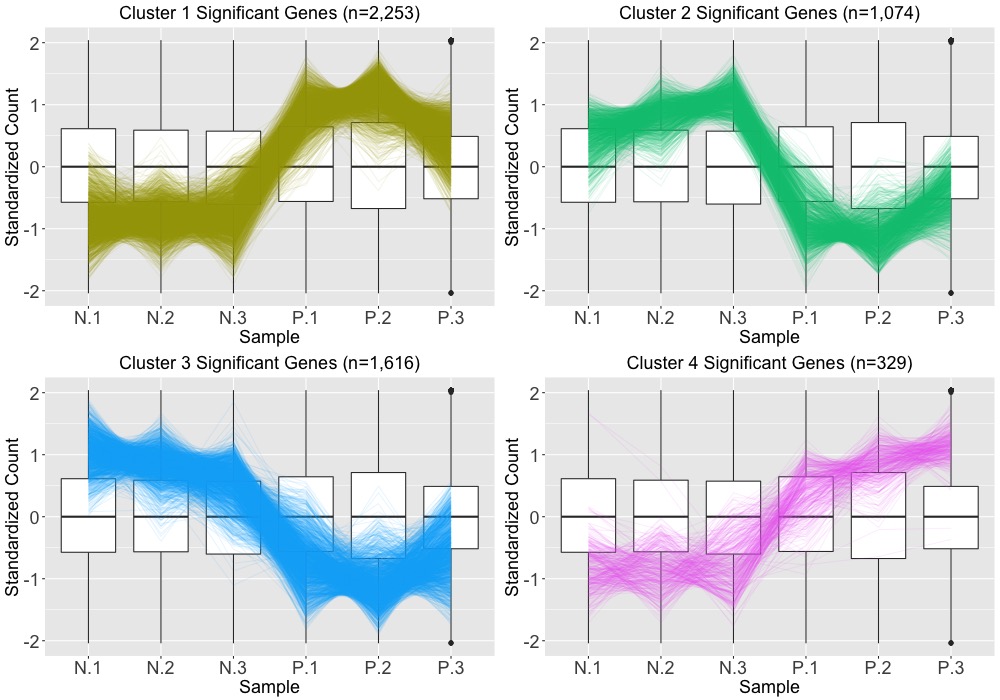 Cluster 1 Significant Genes (n=2,253)
Standardized Count
2
1
0
-1
-2
N.1 N.2 N.3 P.1 P.2 P.3
Sample
Cluster 2 Significant Genes (n=1,074)
Standardized Count
2
1
0
-1
-2
N.1 N.2 N.3 P.1 P.2 P.3
Sample
Cluster 3 Significant Genes (n=1,616)
Standardized Count
2
1
0
-1
-2
N.1 N.2 N.3 P.1 P.2 P.3
Sample
Cluster 4 Significant Genes (n=329)
Standardized Count
2
1
0
-1
-2
N.1 N.2 N.3 P.1 P.2 P.3
Sample